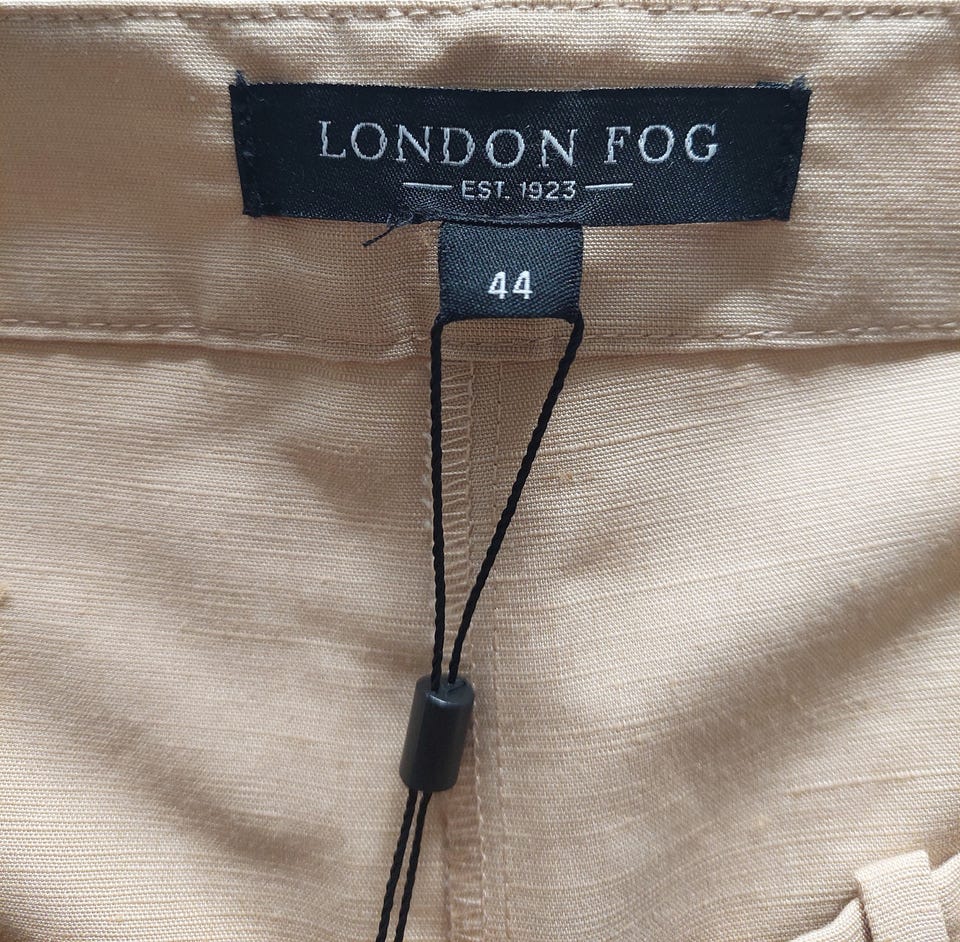 LONDON FOG
EST. 1923
44